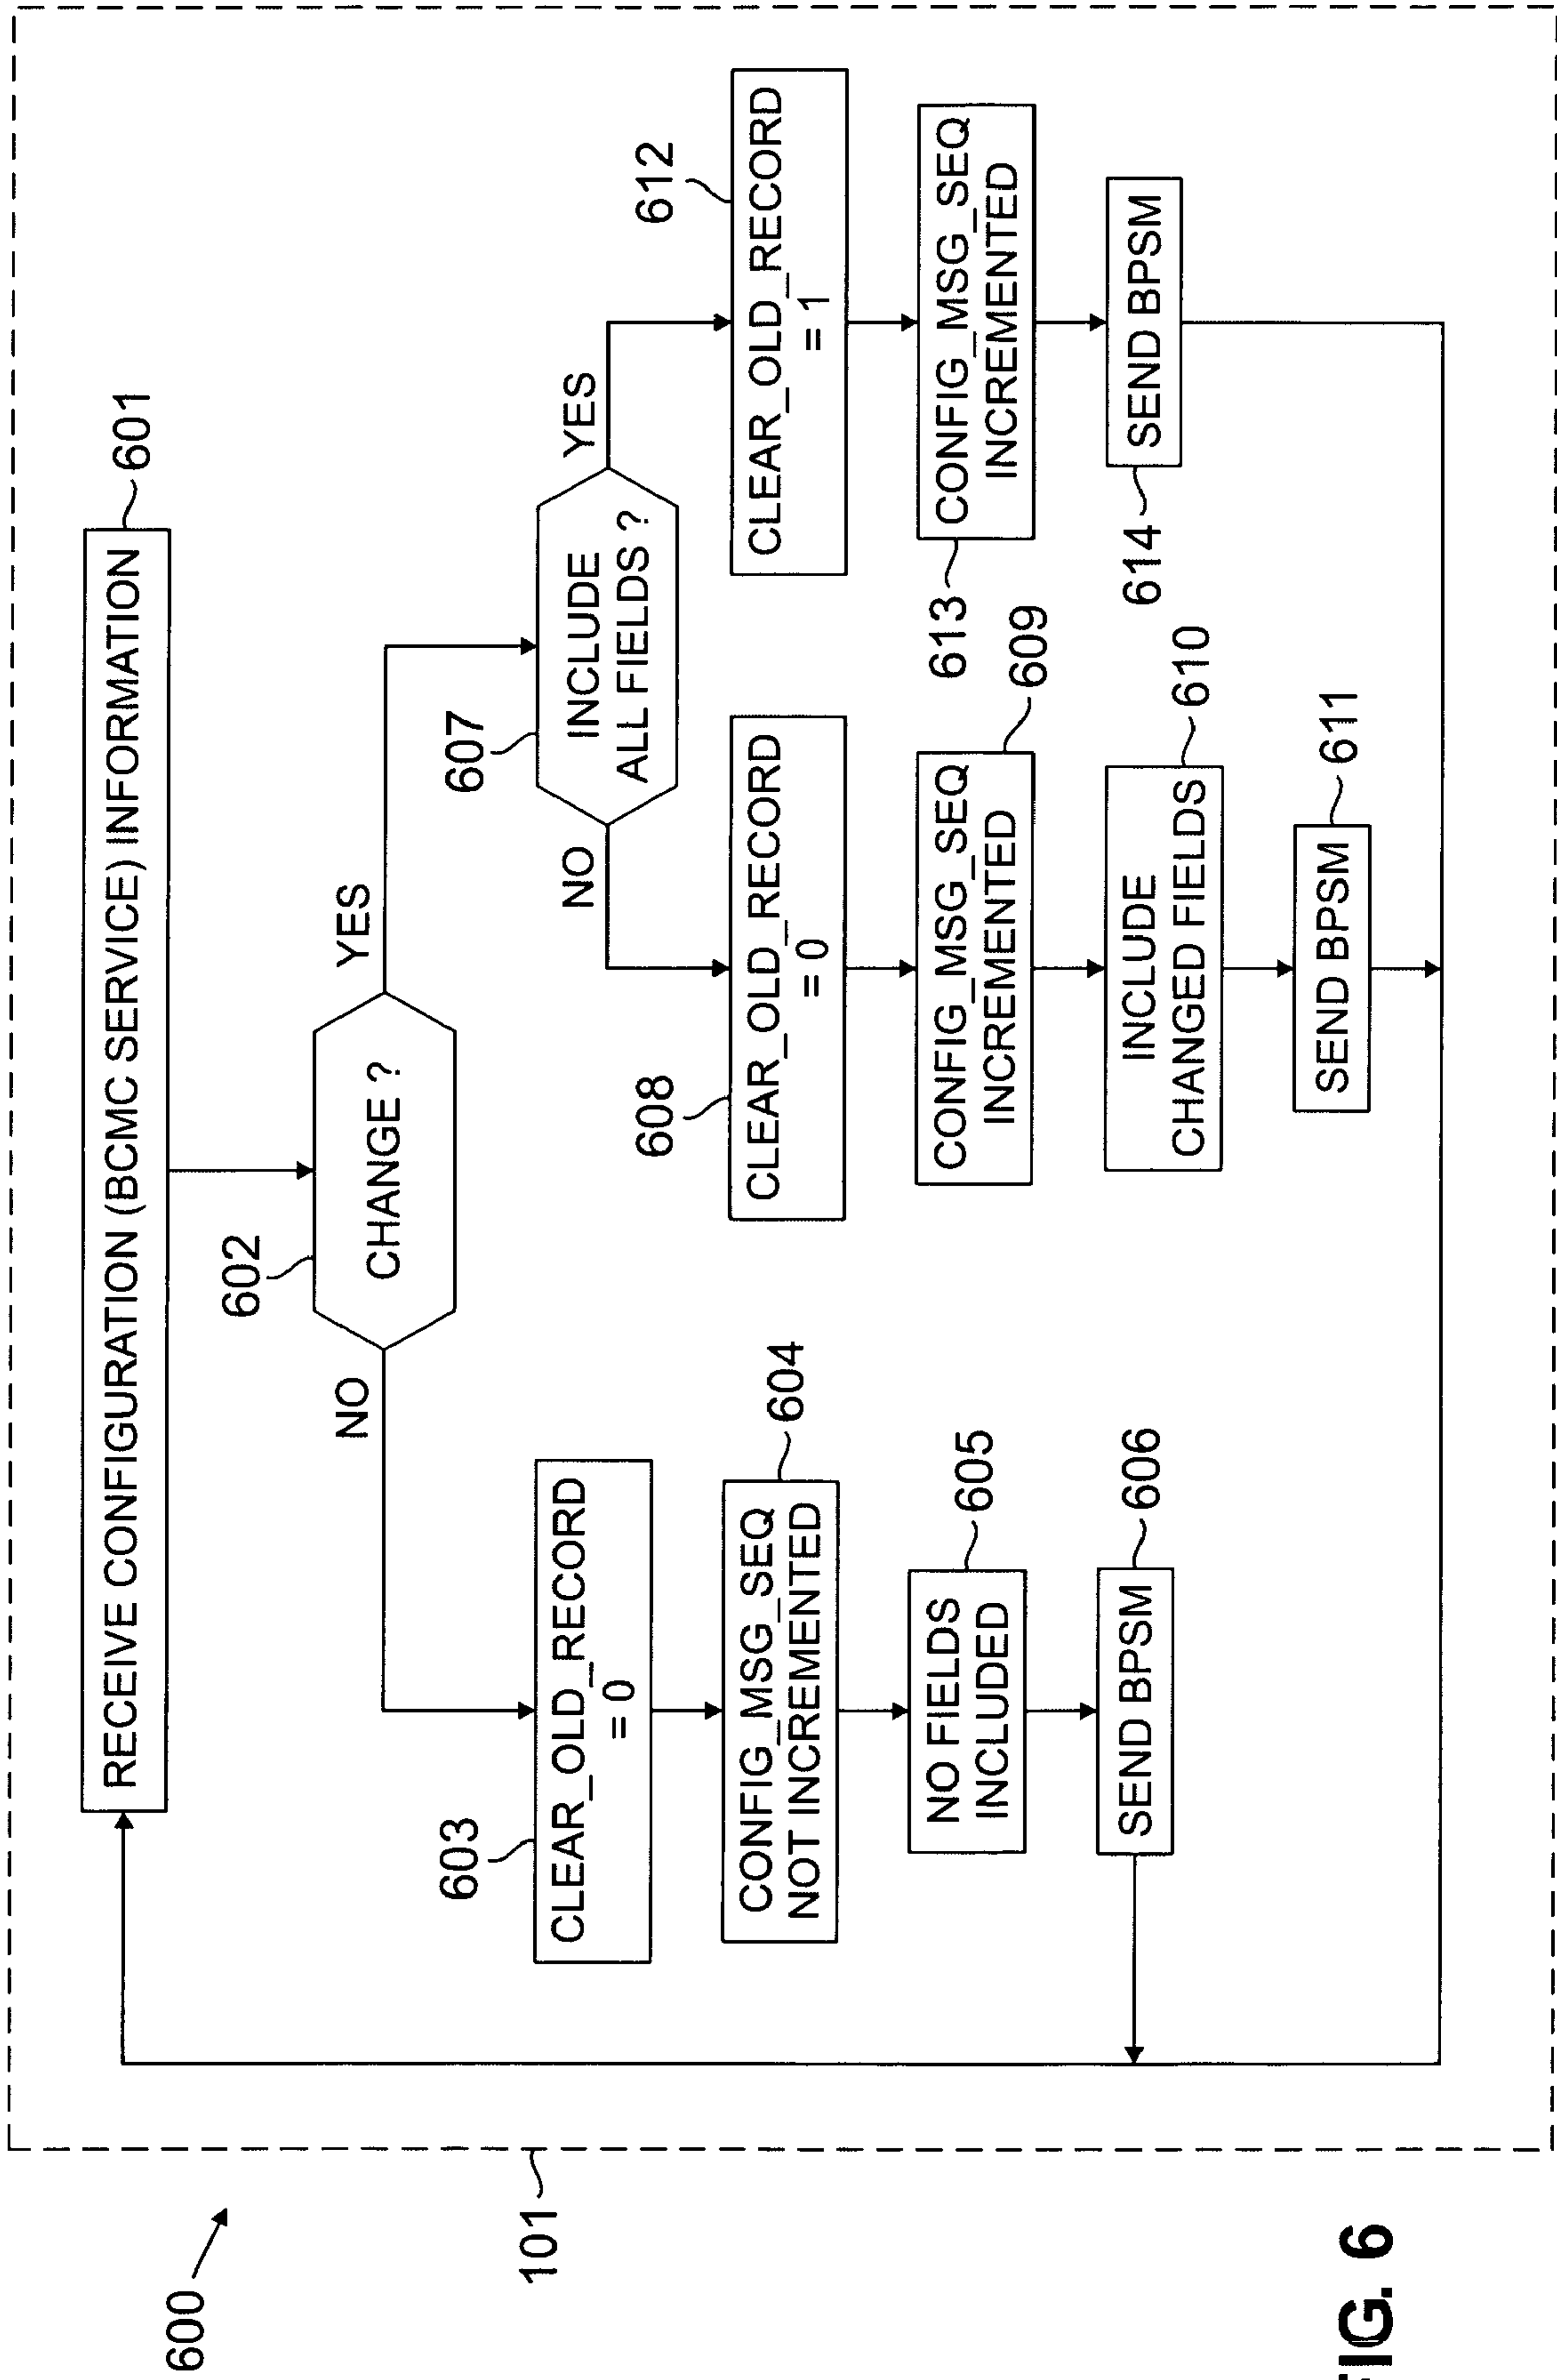 600
101
RECEIVE CONFIGURATION (BCMC SERVICE) INFORMATION
601
602
CHANGE ?
NO
YES
603
CLEAR_OLD_RECORD
= 0
604
CONFIG_MSG_SEQ
NOT INCREMENTED
605
NO FIELDS
INCLUDED
606
SEND BPSM
607
INCLUDE
ALL FIELDS ?
NO
YES
608
CLEAR_OLD_RECORD
= 0
609
CONFIG_MSG_SEQ
INCREMENTED
610
INCLUDE
CHANGED FIELDS
611
SEND BPSM
612
CLEAR_OLD_RECORD
= 1
613
CONFIG_MSG_SEQ
INCREMENTED
614
SEND BPSM
FIG. 6